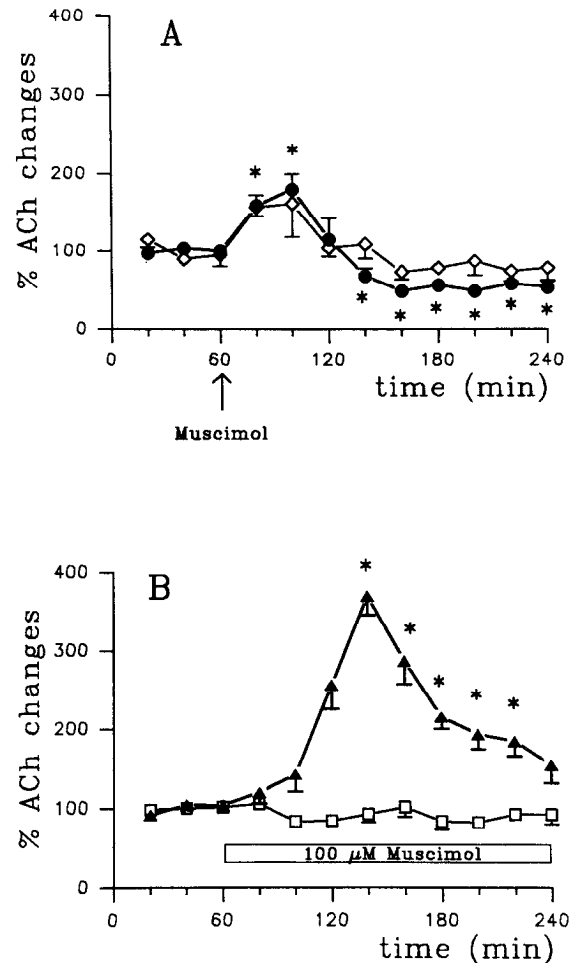 A
% ACh changes
400
300
200
100
0
* *
* * * * * *
0 60 120 180 240
time (min)
↑
Muscimol
B
% ACh changes
400
300
200
100
0
* * * * *
100 μM Muscimol
0 60 120 180 240
time (min)